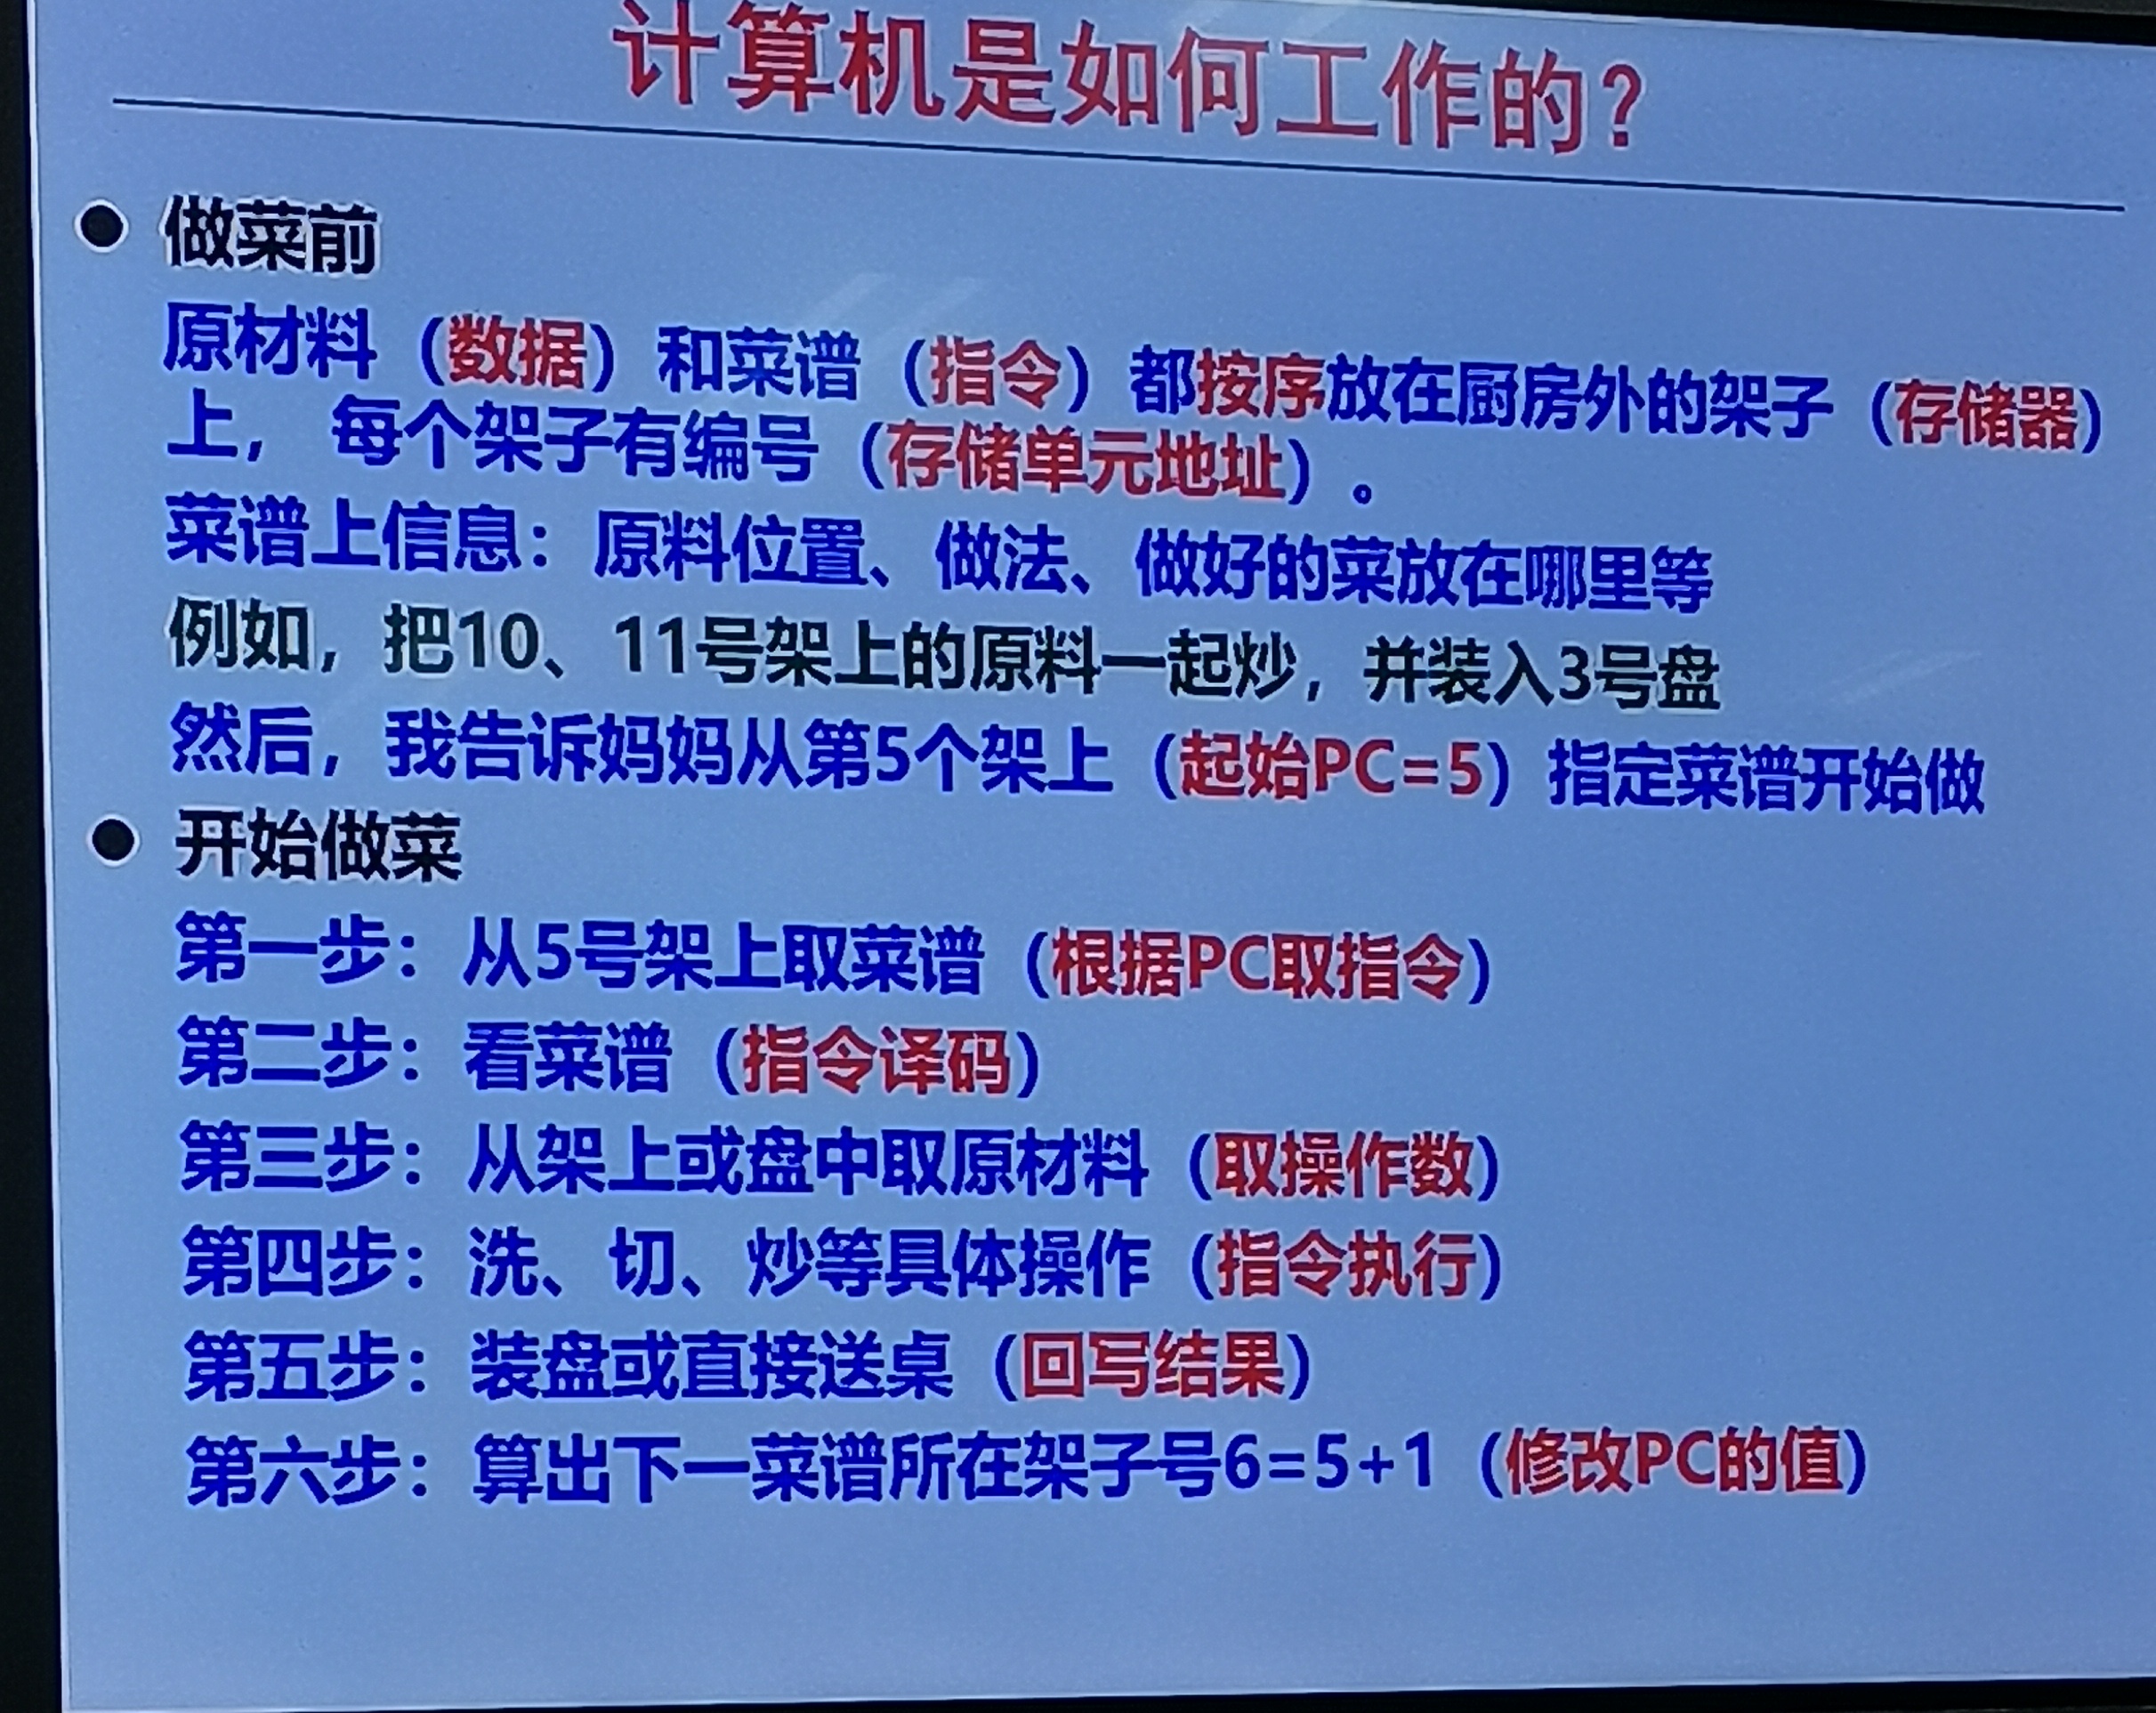 计算机是如何工作的？
● 做菜前
原材料（数据）和菜谱（指令）都按序放在厨房外的架子（存储器）
上， 每个架子有编号（存储单元地址）。
菜谱上信息：原料位置、做法、做好的菜放在哪里等
例如，把10、11号架上的原料一起炒，并装入3号盘
然后，我告诉妈妈从第5个架上（起始PC=5）指定菜谱开始做
● 开始做菜
第一步：从5号架上取菜谱（根据PC取指令）
第二步：看菜谱（指令译码）
第三步：从架上或盘中取原材料（取操作数）
第四步：洗、切、炒等具体操作（指令执行）
第五步：装盘或直接送桌（回写结果）
第六步：算出下一菜谱所在架子号6=5+1（修改PC的值）